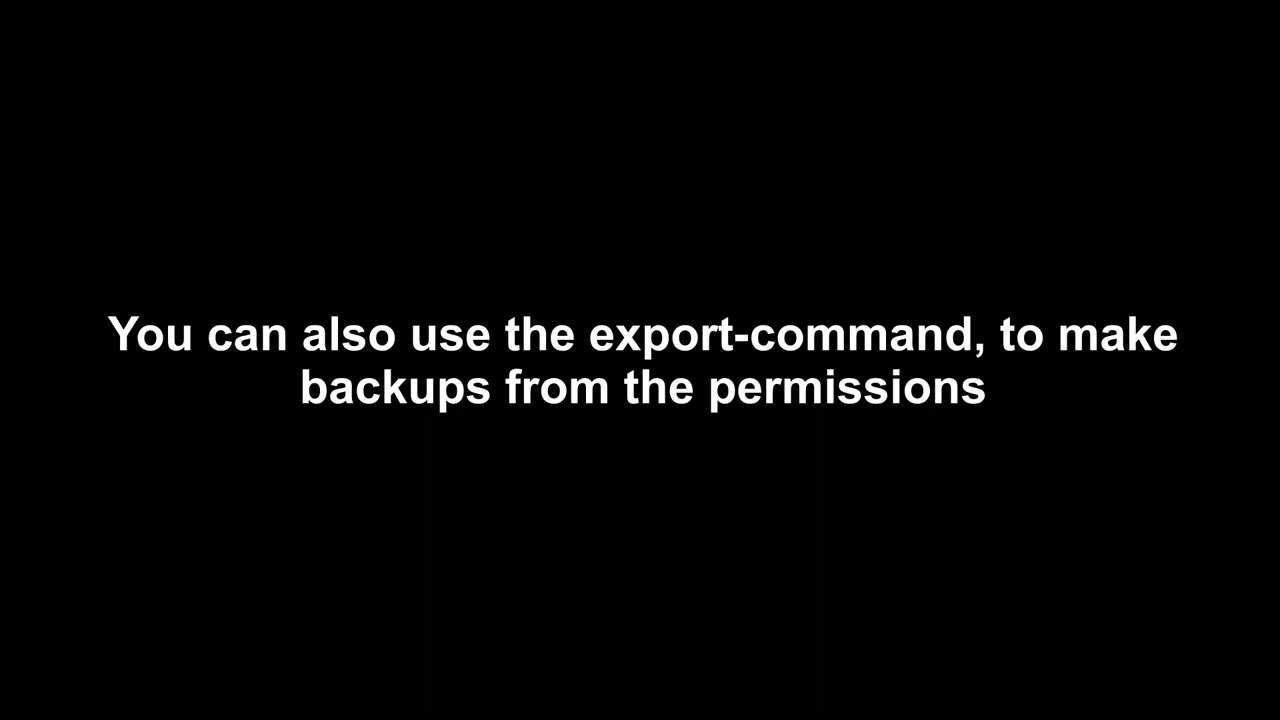 You can also use the export-command, to make
backups from the permissions